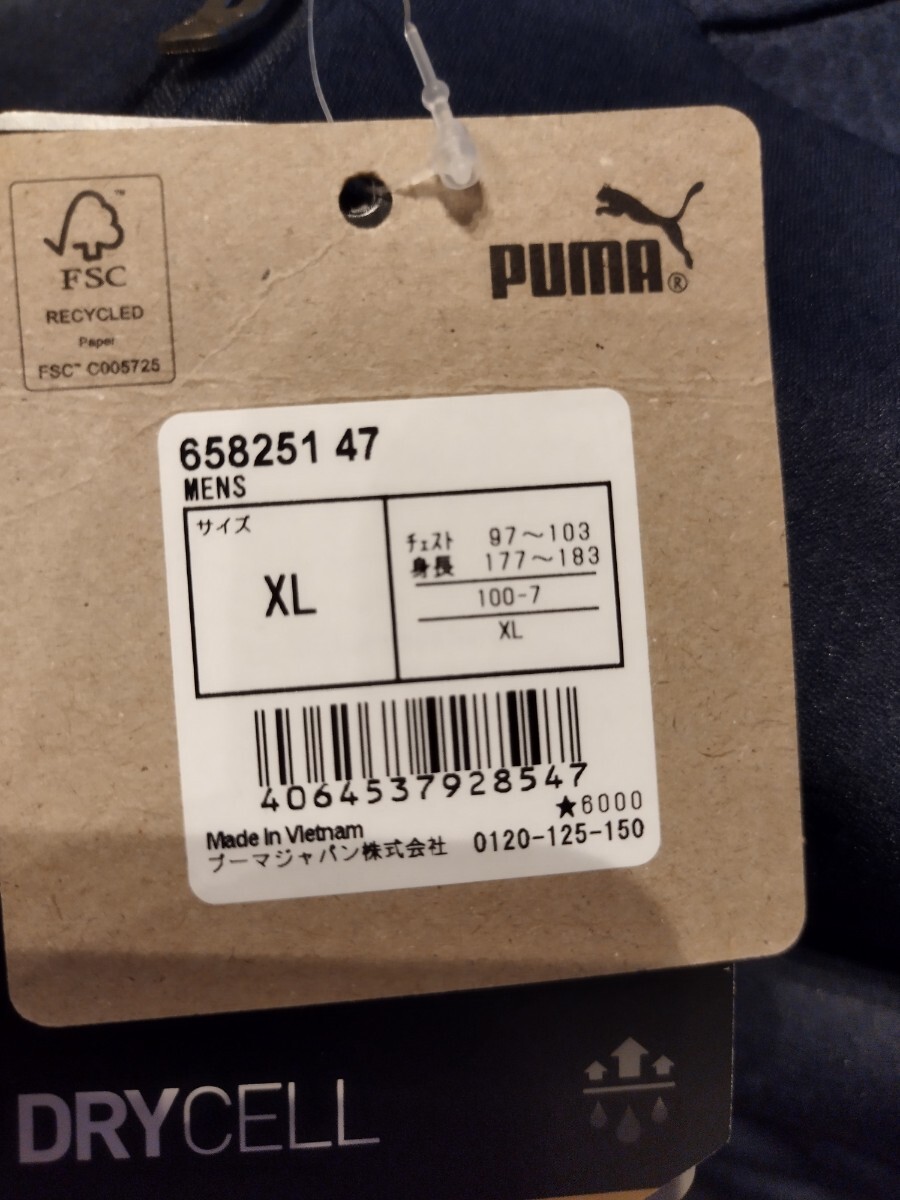 FSC™
RECYCLED
Paper
FSC™ C005725
PUMA®
658251 47
MENS
サイズ
XL
チェスト 97～103
身長 177～183
100-7
XL
4064537928547
★6000
Made In Vietnam
プーマジャパン株式会社 0120-125-150
DRYCELL